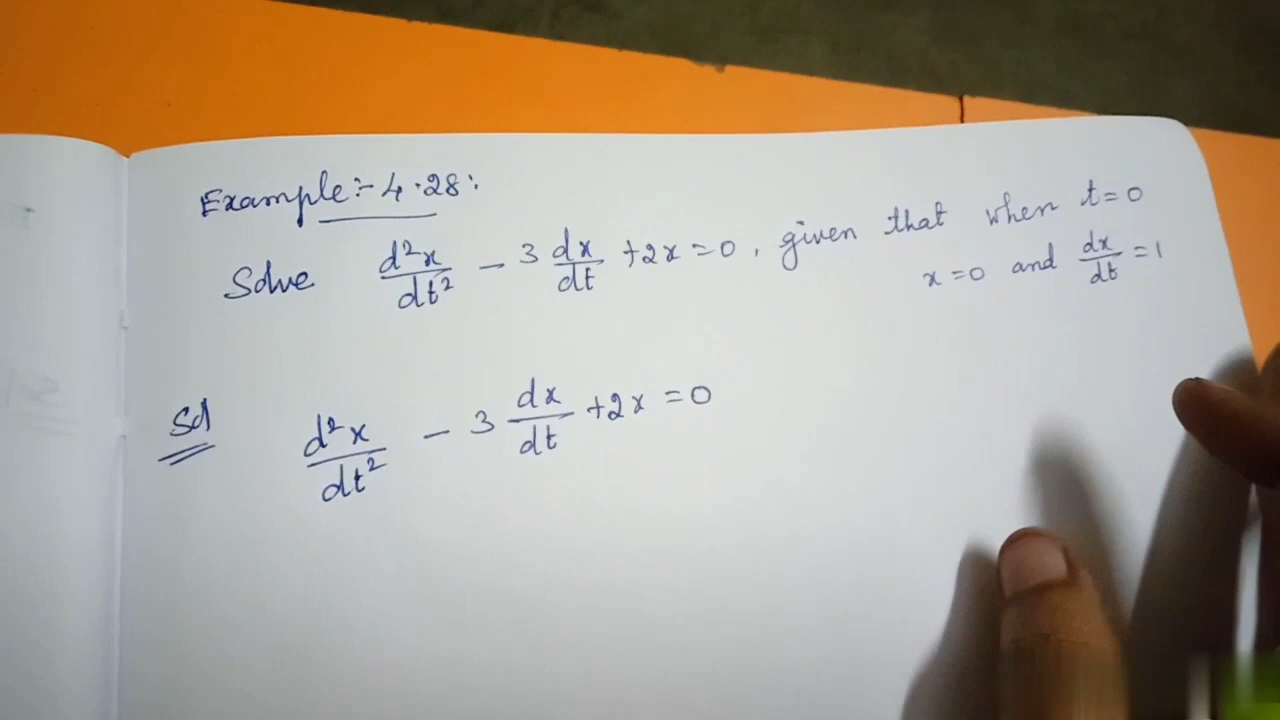 Example:- 4.28:
Solve d²x/dt² - 3 dx/dt + 2x = 0, given that when t=0
x=0 and dx/dt = 1
Sol d²x/dt² - 3 dx/dt + 2x = 0